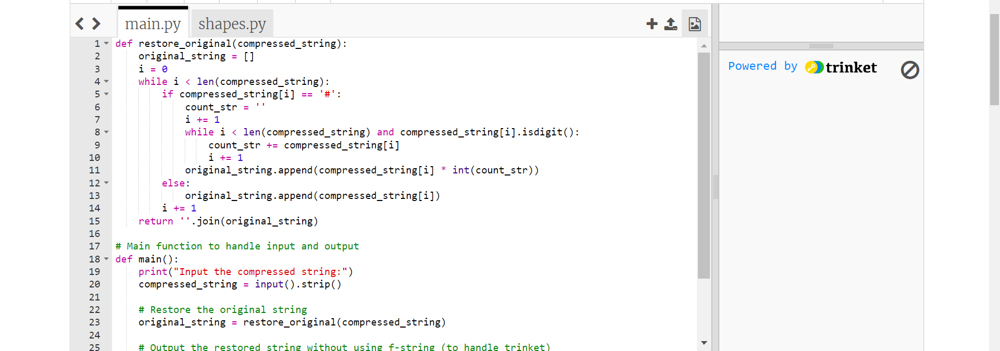 main.py shapes.py
1 def restore_original(compressed_string):
2     original_string = []
3     i = 0
4     while i < len(compressed_string):
5         if compressed_string[i] == '#':
6             count_str = ''
7             i += 1
8             while i < len(compressed_string) and compressed_string[i].isdigit():
9                 count_str += compressed_string[i]
10                 i += 1
11             original_string.append(compressed_string[i] * int(count_str))
12         else:
13             original_string.append(compressed_string[i])
14         i += 1
15     return ''.join(original_string)
16
17 # Main function to handle input and output
18 def main():
19     print("Input the compressed string:")
20     compressed_string = input().strip()
21
22     # Restore the original string
23     original_string = restore_original(compressed_string)
24
25     # Output the restored string without using f-string (to handle trinket)
Powered by trinket